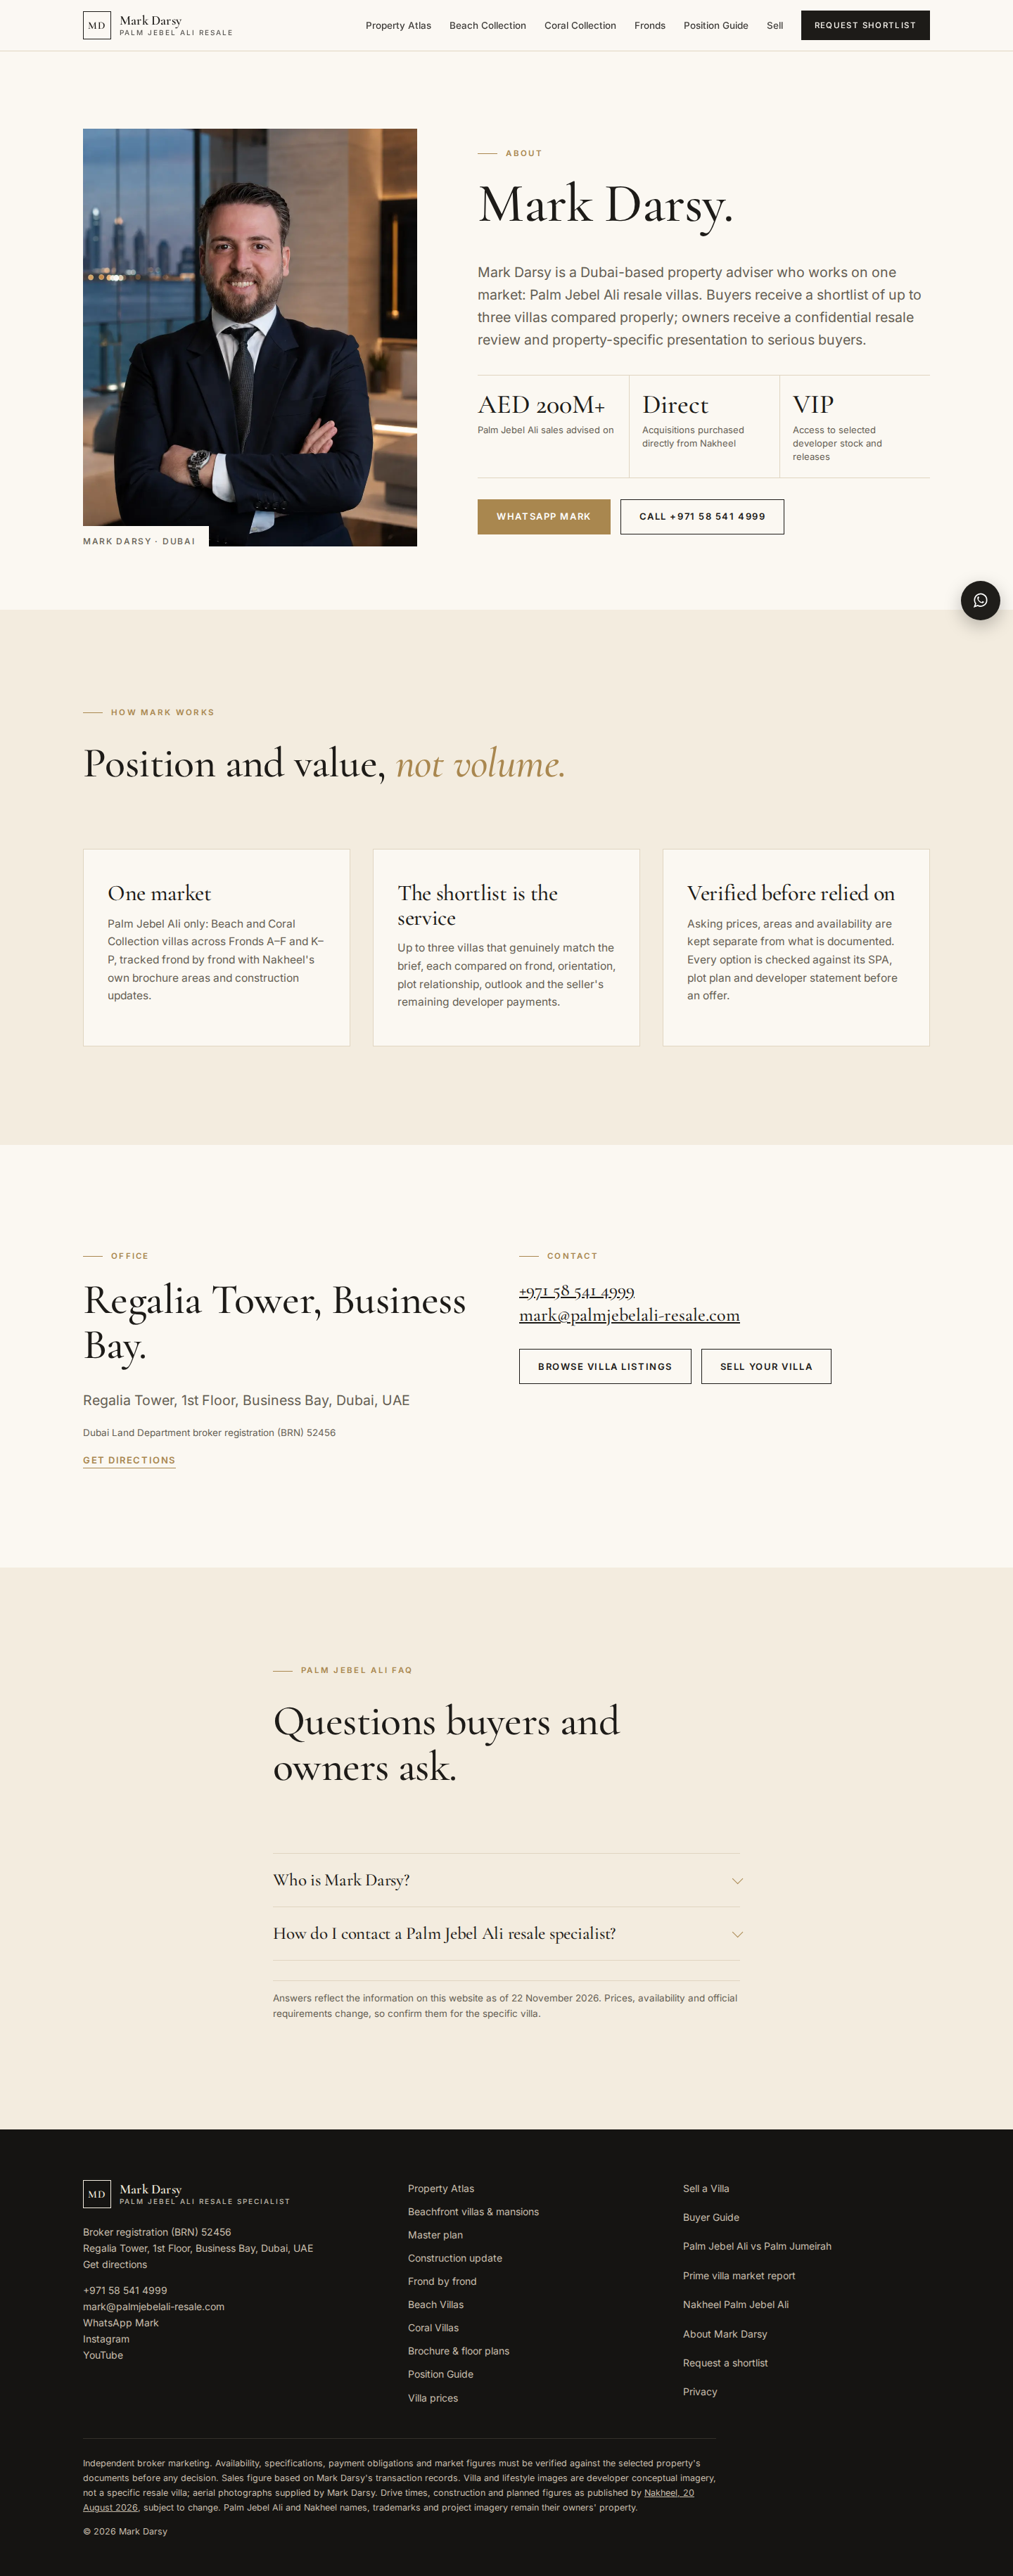 MD
Mark Darsy
PALM JEBEL ALI RESALE
Property Atlas
Beach Collection
Coral Collection
Fronds
Position Guide
Sell
REQUEST SHORTLIST
MARK DARSY · DUBAI
ABOUT
Mark Darsy.
Mark Darsy is a Dubai-based property adviser who works on one
market: Palm Jebel Ali resale villas. Buyers receive a shortlist of up to
three villas compared properly; owners receive a confidential resale
review and property-specific presentation to serious buyers.
AED 200M+
Palm Jebel Ali sales advised on
Direct
Acquisitions purchased
directly from Nakheel
VIP
Access to selected
developer stock and
releases
WHATSAPP MARK
CALL +971 58 541 4999
HOW MARK WORKS
Position and value, not volume.
One market
Palm Jebel Ali only: Beach and Coral
Collection villas across Fronds A–F and K–
P, tracked frond by frond with Nakheel's
own brochure areas and construction
updates.
The shortlist is the
service
Up to three villas that genuinely match the
brief, each compared on frond, orientation,
plot relationship, outlook and the seller's
remaining developer payments.
Verified before relied on
Asking prices, areas and availability are
kept separate from what is documented.
Every option is checked against its SPA,
plot plan and developer statement before
an offer.
OFFICE
Regalia Tower, Business
Bay.
Regalia Tower, 1st Floor, Business Bay, Dubai, UAE
Dubai Land Department broker registration (BRN) 52456
GET DIRECTIONS
CONTACT
+971 58 541 4999
mark@palmjebelali-resale.com
BROWSE VILLA LISTINGS
SELL YOUR VILLA
PALM JEBEL ALI FAQ
Questions buyers and
owners ask.
Who is Mark Darsy?
How do I contact a Palm Jebel Ali resale specialist?
Answers reflect the information on this website as of 22 November 2026. Prices, availability and official
requirements change, so confirm them for the specific villa.
MD
Mark Darsy
PALM JEBEL ALI RESALE SPECIALIST
Broker registration (BRN) 52456
Regalia Tower, 1st Floor, Business Bay, Dubai, UAE
Get directions
+971 58 541 4999
mark@palmjebelali-resale.com
WhatsApp Mark
Instagram
YouTube
Property Atlas
Beachfront villas & mansions
Master plan
Construction update
Frond by frond
Beach Villas
Coral Villas
Brochure & floor plans
Position Guide
Villa prices
Sell a Villa
Buyer Guide
Palm Jebel Ali vs Palm Jumeirah
Prime villa market report
Nakheel Palm Jebel Ali
About Mark Darsy
Request a shortlist
Privacy
Independent broker marketing. Availability, specifications, payment obligations and market figures must be verified against the selected property's
documents before any decision. Sales figure based on Mark Darsy's transaction records. Villa and lifestyle images are developer conceptual imagery,
not a specific resale villa; aerial photographs supplied by Mark Darsy. Drive times, construction and planned figures as published by Nakheel, 20
August 2026, subject to change. Palm Jebel Ali and Nakheel names, trademarks and project imagery remain their owners' property.
© 2026 Mark Darsy